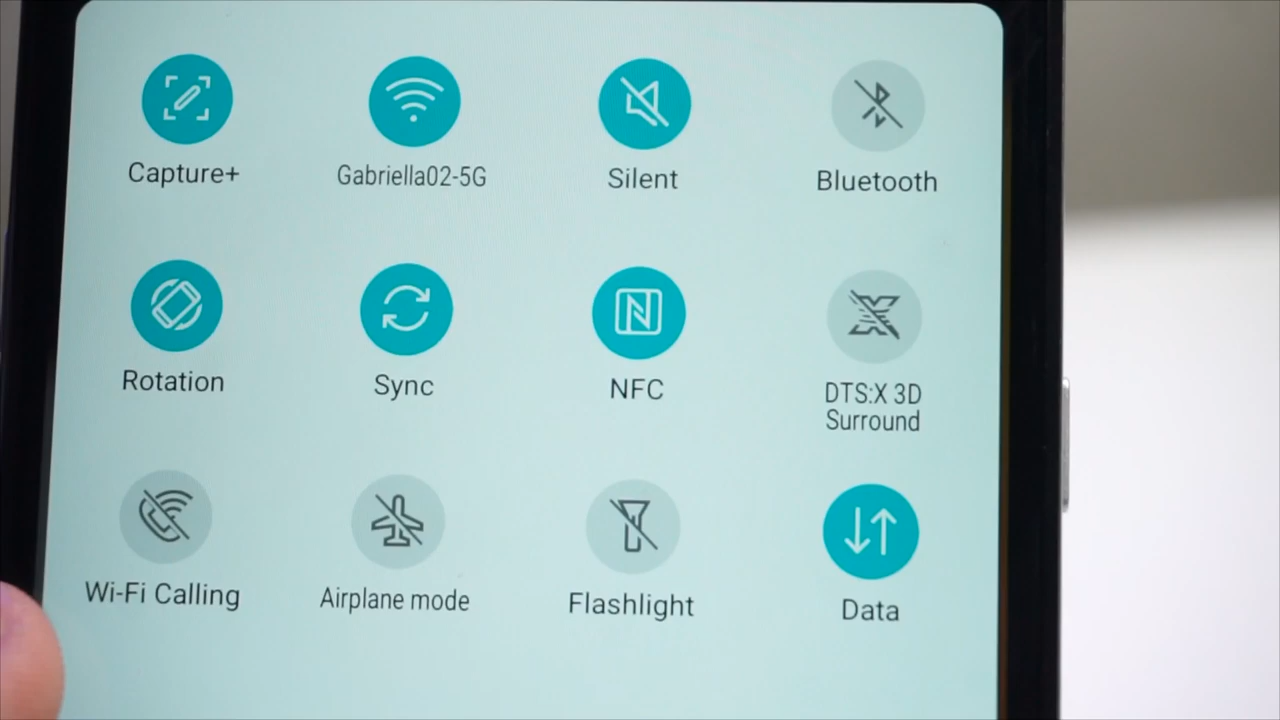 Capture+
Gabriella02-5G
Silent
Bluetooth
Rotation
Sync
NFC
DTS:X 3D
Surround
Wi-Fi Calling
Airplane mode
Flashlight
Data